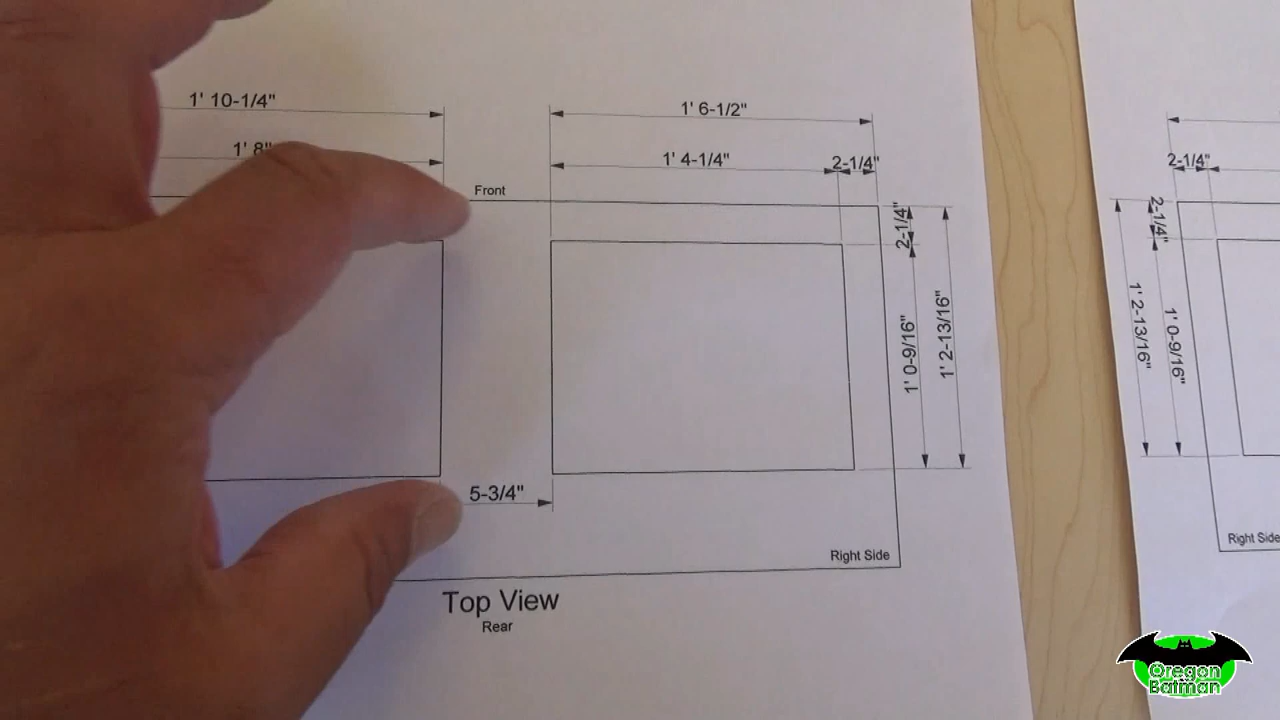 1' 10-1/4"
1' 6-1/2"
1' 8"
1' 4-1/4"
2-1/4"
2-1/4"
Front
2-1/4"
2-1/4"
1' 0-9/16"
1' 2-13/16"
1' 2-13/16"
1' 0-9/16"
5-3/4"
Right Side
Right Side
Top View
Rear
Oregon
Batman